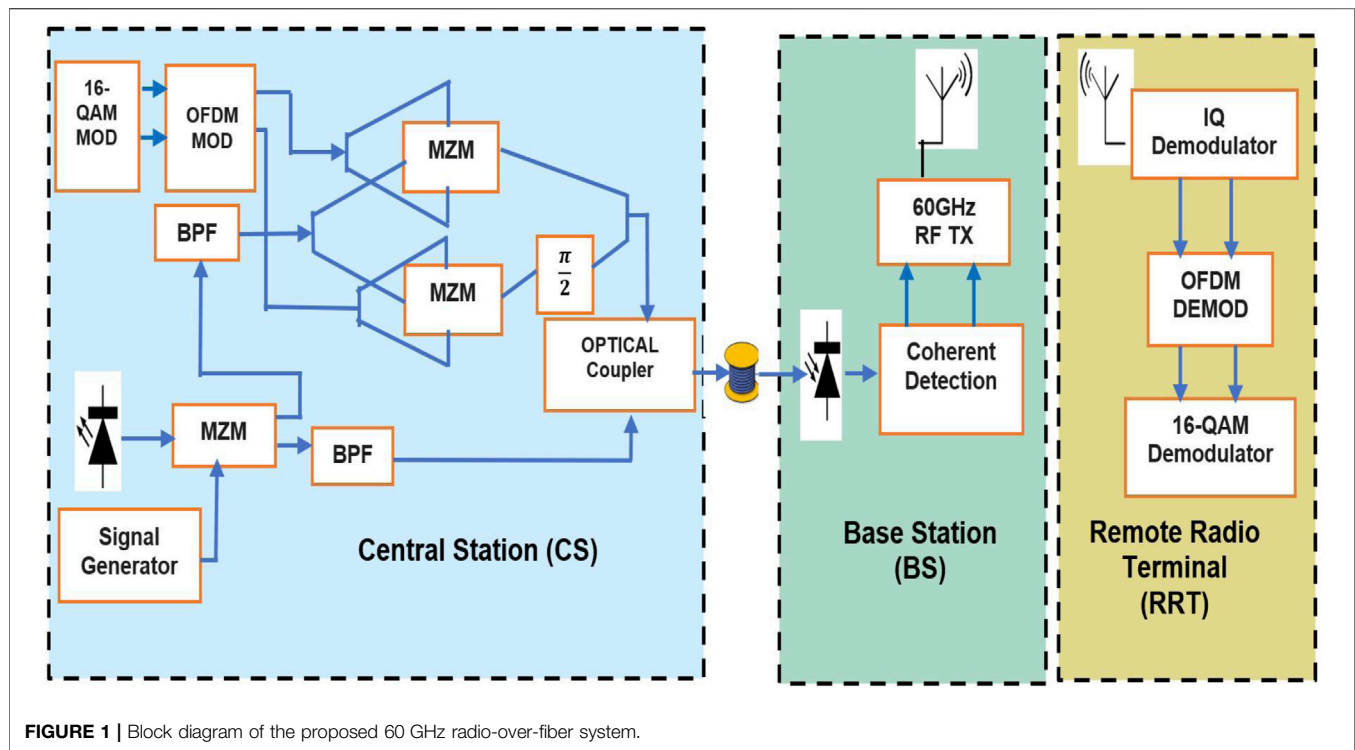 16-
QAM
MOD
OFDM
MOD
MZM
BPF
MZM
π
2
OPTICAL
Coupler
MZM
BPF
Signal
Generator
Central Station (CS)
60GHz
RF TX
Coherent
Detection
Base Station
(BS)
IQ
Demodulator
OFDM
DEMOD
16-QAM
Demodulator
Remote Radio
Terminal
(RRT)
FIGURE 1 | Block diagram of the proposed 60 GHz radio-over-fiber system.